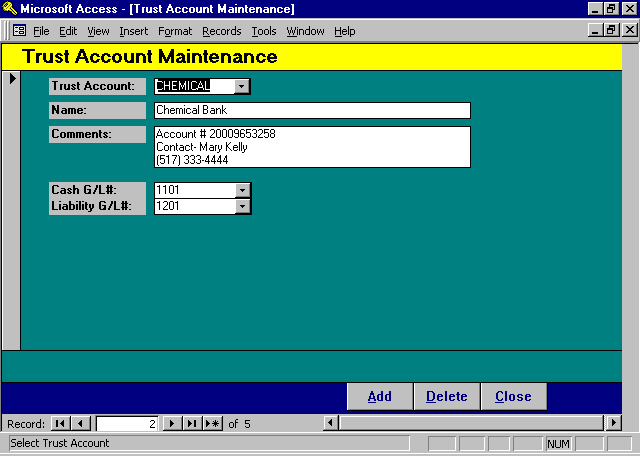 Microsoft Access - [Trust Account Maintenance]
File Edit View Insert Format Records Tools Window Help
Trust Account Maintenance
Trust Account: CHEMICAL
Name: Chemical Bank
Comments: Account # 20009653258
Contact- Mary Kelly
(517) 333-4444
Cash G/L#: 1101
Liability G/L#: 1201
Add Delete Close
Record: 2 of 5
Select Trust Account NUM